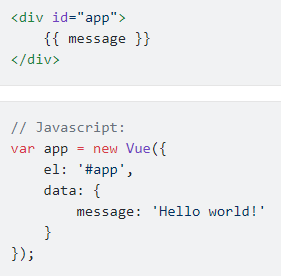 <div id="app">
    {{ message }}
</div>
// Javascript:
var app = new Vue({
    el: '#app',
    data: {
        message: 'Hello world!'
    }
});